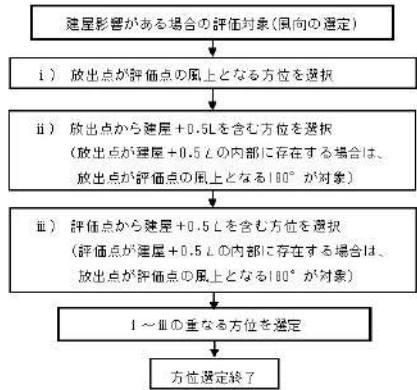 建屋影響がある場合の評価対象(風向の選定)
ⅰ) 放出点が評価点の風上となる方位を選択
ⅱ) 放出点から建屋+0.5Lを含む方位を選択
(放出点が建屋+0.5Lの内部に存在する場合は、
放出点が評価点の風上となる180°が対象)
ⅲ) 評価点から建屋+0.5Lを含む方位を選択
(評価点が建屋+0.5Lの内部に存在する場合は、
放出点が評価点の風上となる180°が対象)
ⅰ~ⅲの重なる方位を選定
方位選定終了